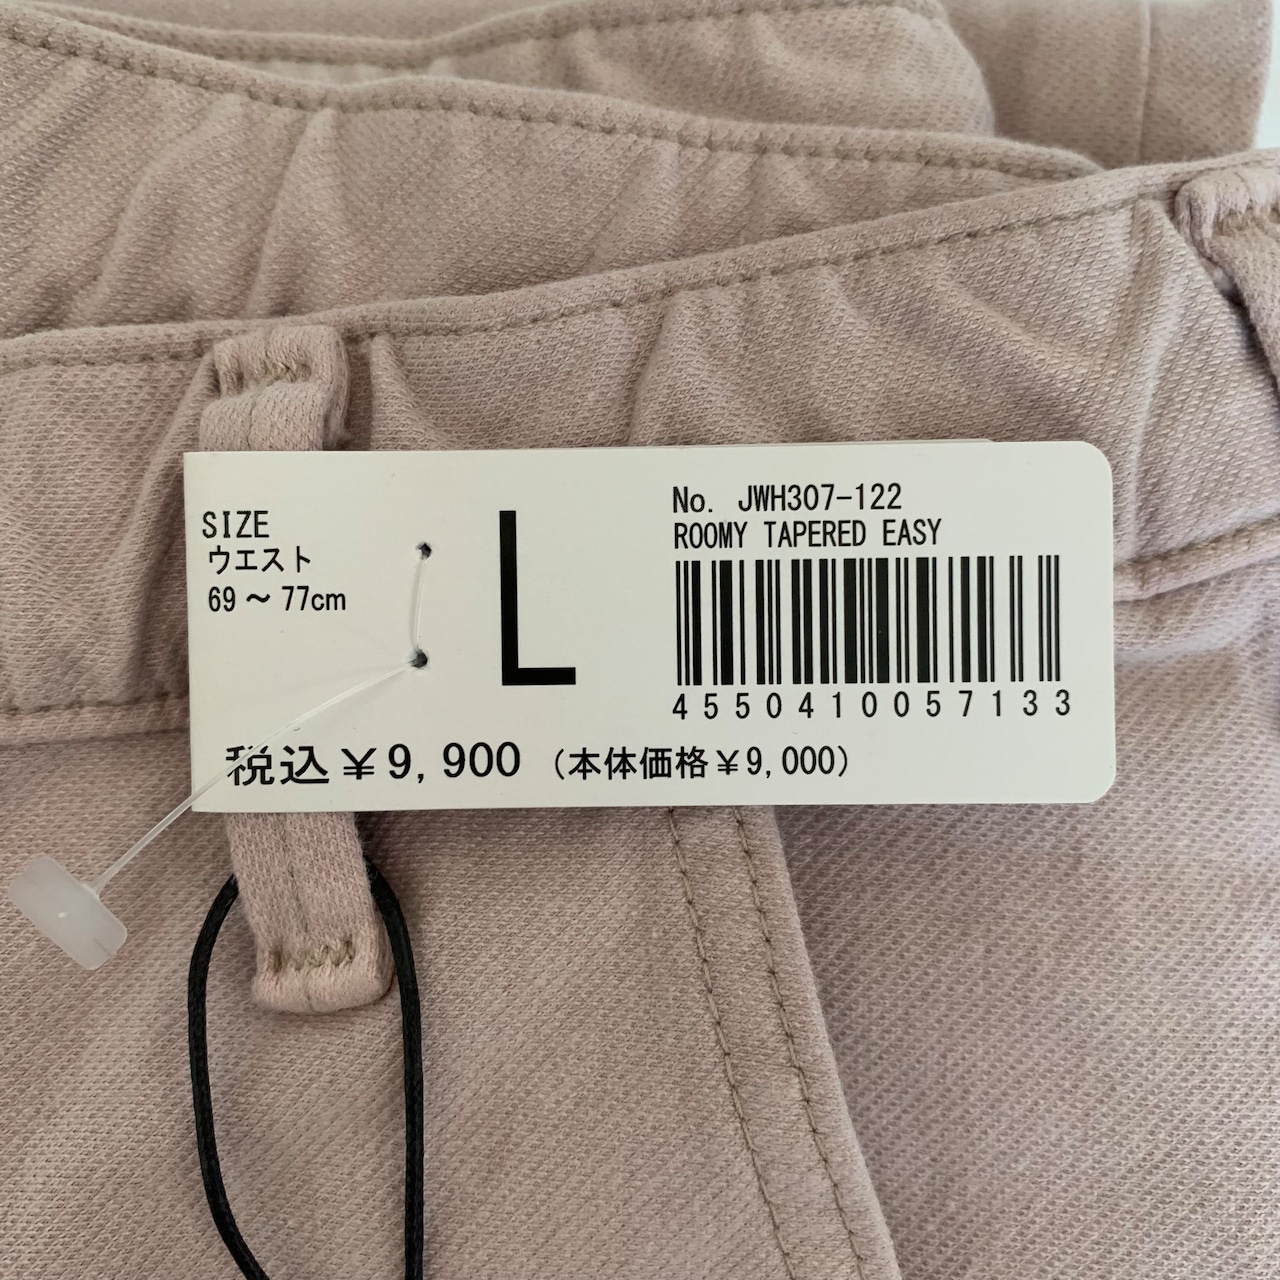 SIZE
ウエスト
69～77cm
L
No. JWH307-122
ROOMY TAPERED EASY
4550410057133
税込￥9,900（本体価格￥9,000）